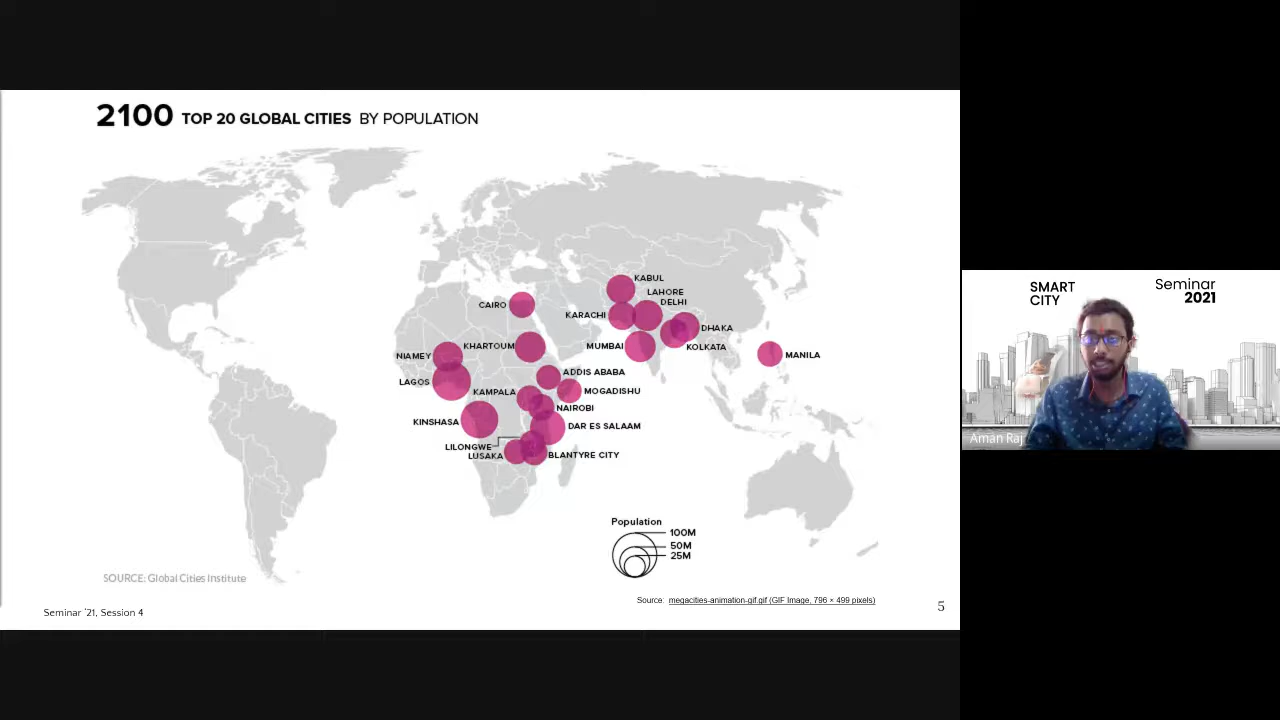 2100 TOP 20 GLOBAL CITIES BY POPULATION
KABUL
LAHORE
DELHI
CAIRO
KARACHI
DHAKA
KHARTOUM
MUMBAI
KOLKATA
NIAMEY
MANILA
ADDIS ABABA
LAGOS
KAMPALA
MOGADISHU
NAIROBI
KINSHASA
DAR ES SALAAM
LILONGWE
LUSAKA
BLANTYRE CITY
Population
100M
50M
25M
SOURCE: Global Cities Institute
Source: megacities-animation-gif.gif (GIF Image, 796 × 499 pixels)
Seminar '21, Session 4
5
SMART
CITY
Seminar
2021
Aman Raj